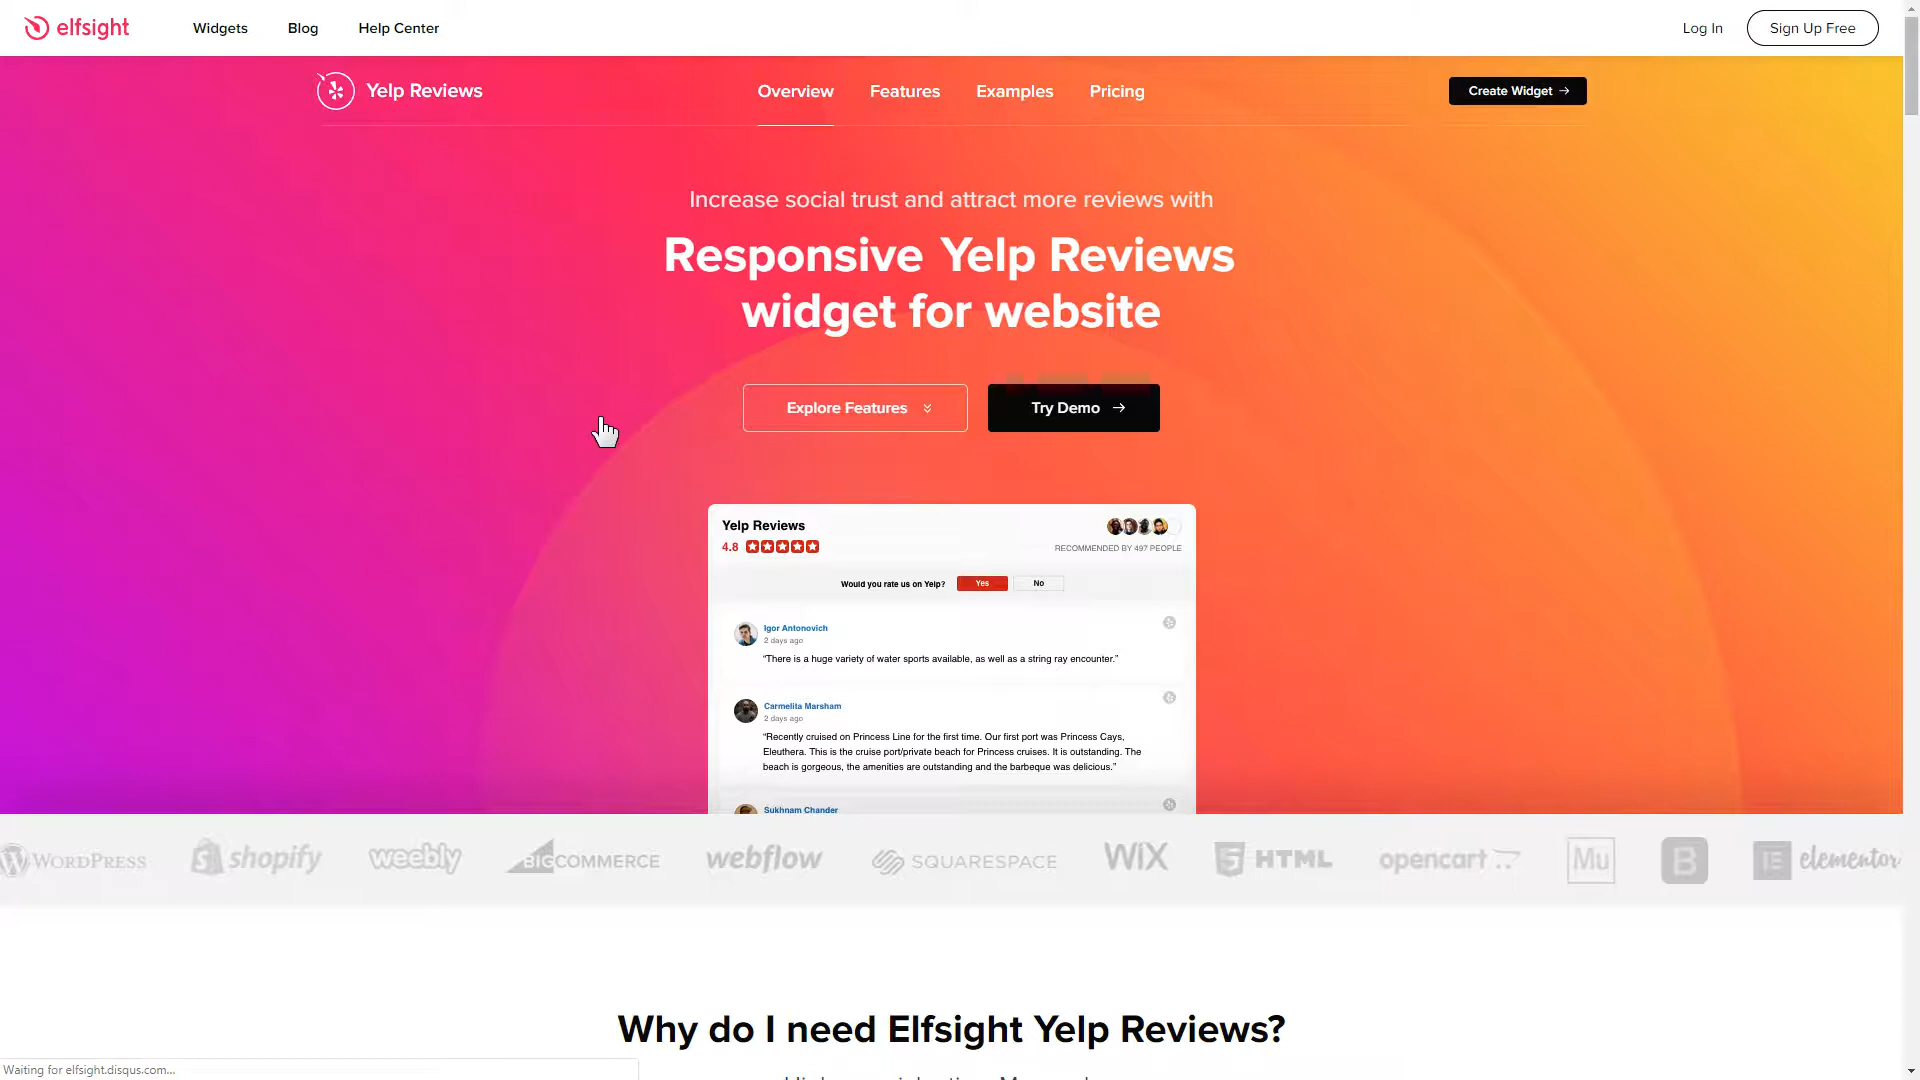 elfsight
Widgets
Blog
Help Center
Log In
Sign Up Free
Yelp Reviews
Overview
Features
Examples
Pricing
Create Widget
Increase social trust and attract more reviews with
Responsive Yelp Reviews
widget for website
Explore Features
Try Demo
Yelp Reviews
4.8
RECOMMENDED BY 497 PEOPLE
Would you rate us on Yelp?
Yes
No
Igor Antonovich
2 days ago
“There is a huge variety of water sports available, as well as a string ray encounter.”
Carmelita Marsham
2 days ago
“Recently cruised on Princess Line for the first time. Our first port was Princess Cays,
Eleuthera. This is the cruise port/private beach for Princess cruises. It is outstanding. The
beach is gorgeous, the amenities are outstanding and the barbeque was delicious.”
Sukhnam Chander
WORDPRESS
shopify
weebly
BIGCOMMERCE
webflow
SQUARESPACE
WIX
HTML
opencart
Mu
B
elementor
Why do I need Elfsight Yelp Reviews?
Waiting for elfsight.disqus.com...